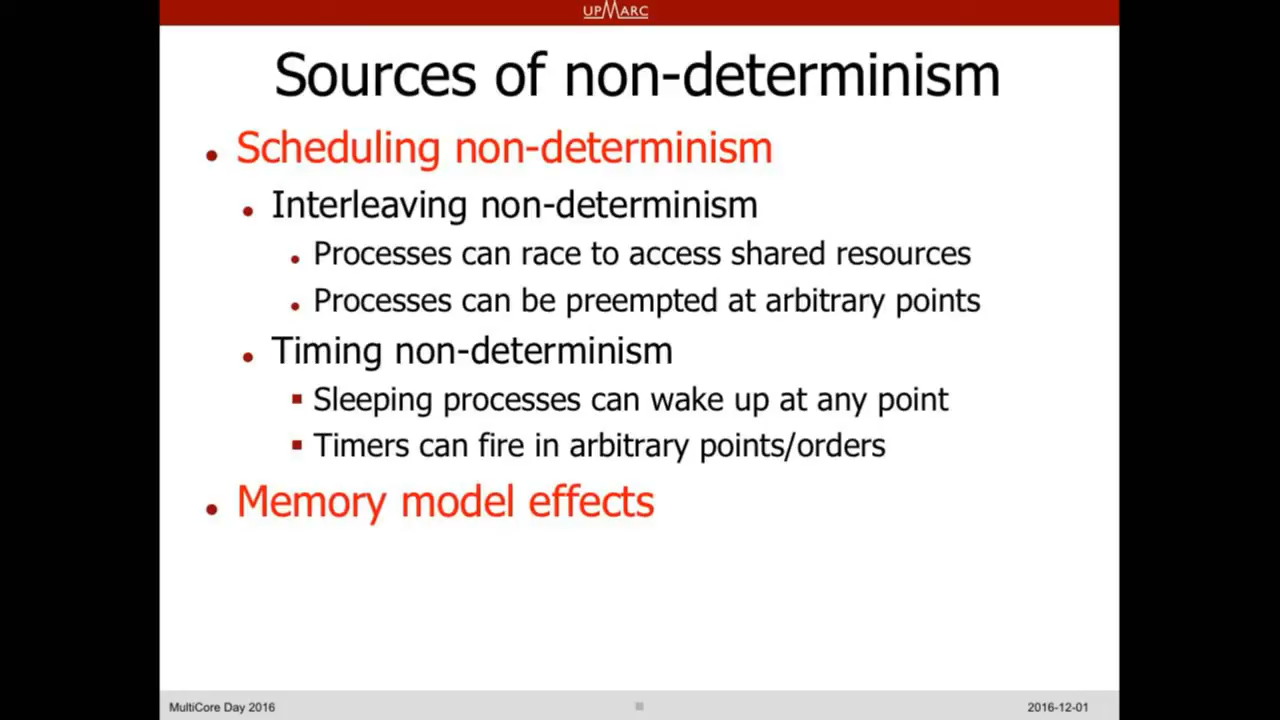 UPMARC
Sources of non-determinism
Scheduling non-determinism
Interleaving non-determinism
Processes can race to access shared resources
Processes can be preempted at arbitrary points
Timing non-determinism
Sleeping processes can wake up at any point
Timers can fire in arbitrary points/orders
Memory model effects
MultiCore Day 2016
2016-12-01